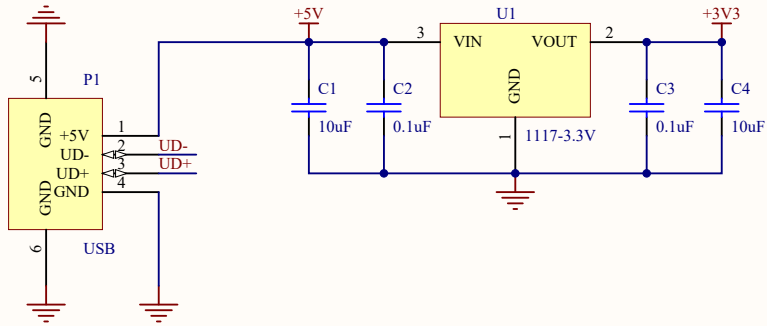 +5V
U1
+3V3
5
P1
3
VIN
VOUT
2
GND
C1
C2
C3
C4
GND
+5V
1
10uF
0.1uF
0.1uF
10uF
1
1117-3.3V
UD-
2
UD-
UD+
3
UD+
GND
4
GND
6
USB